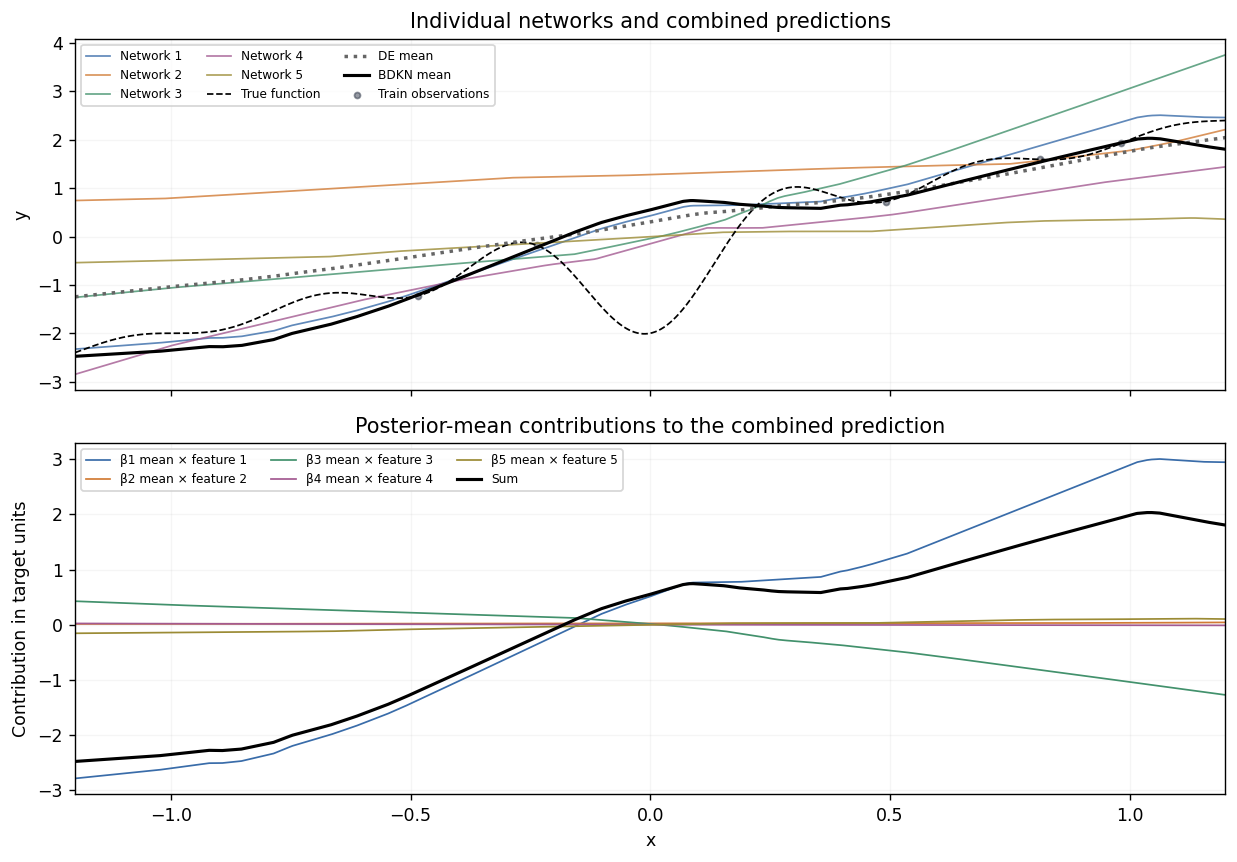 Individual networks and combined predictions
Network 1
Network 2
Network 3
Network 4
Network 5
True function
DE mean
BDKN mean
Train observations
4
3
2
1
0
−1
−2
−3
y
Posterior-mean contributions to the combined prediction
β1 mean × feature 1
β2 mean × feature 2
β3 mean × feature 3
β4 mean × feature 4
β5 mean × feature 5
Sum
3
2
1
0
−1
−2
−3
Contribution in target units
−1.0
−0.5
0.0
0.5
1.0
x